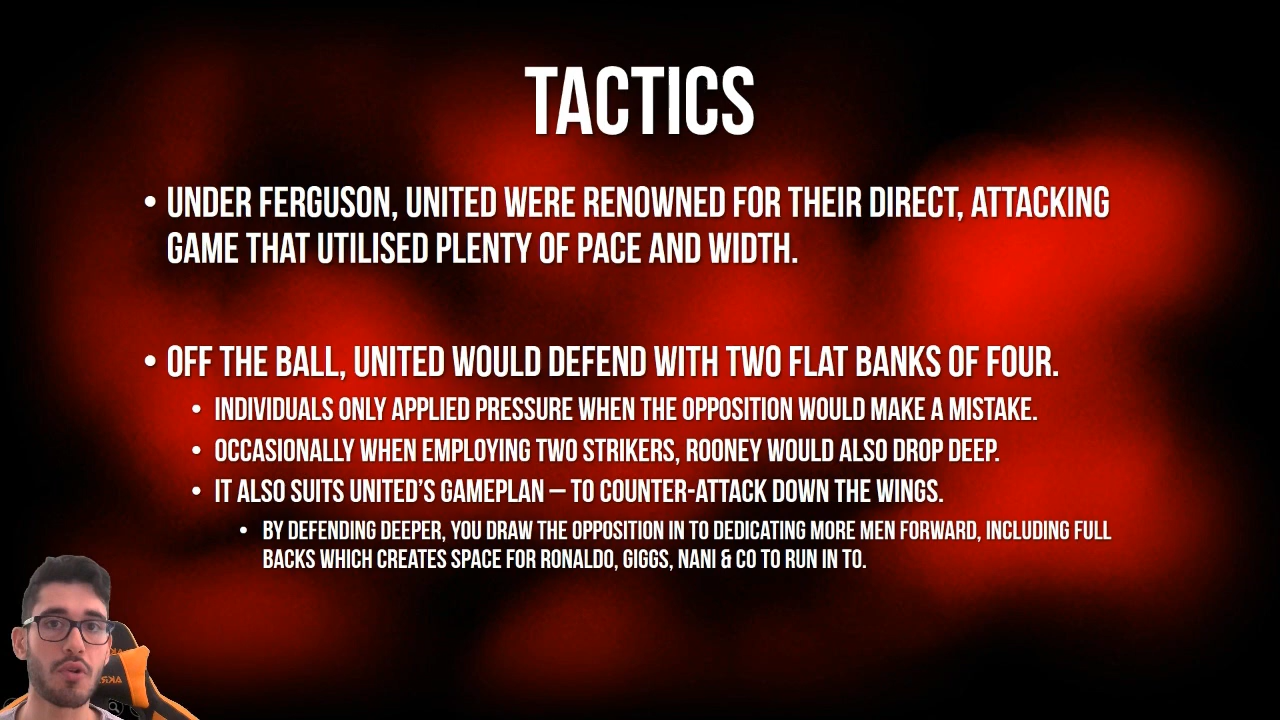 TACTICS
• UNDER FERGUSON, UNITED WERE RENOWNED FOR THEIR DIRECT, ATTACKING
GAME THAT UTILISED PLENTY OF PACE AND WIDTH.
• OFF THE BALL, UNITED WOULD DEFEND WITH TWO FLAT BANKS OF FOUR.
• INDIVIDUALS ONLY APPLIED PRESSURE WHEN THE OPPOSITION WOULD MAKE A MISTAKE.
• OCCASIONALLY WHEN EMPLOYING TWO STRIKERS, ROONEY WOULD ALSO DROP DEEP.
• IT ALSO SUITS UNITED’S GAMEPLAN – TO COUNTER-ATTACK DOWN THE WINGS.
• BY DEFENDING DEEPER, YOU DRAW THE OPPOSITION IN TO DEDICATING MORE MEN FORWARD, INCLUDING FULL
BACKS WHICH CREATES SPACE FOR RONALDO, GIGGS, NANI & CO TO RUN IN TO.